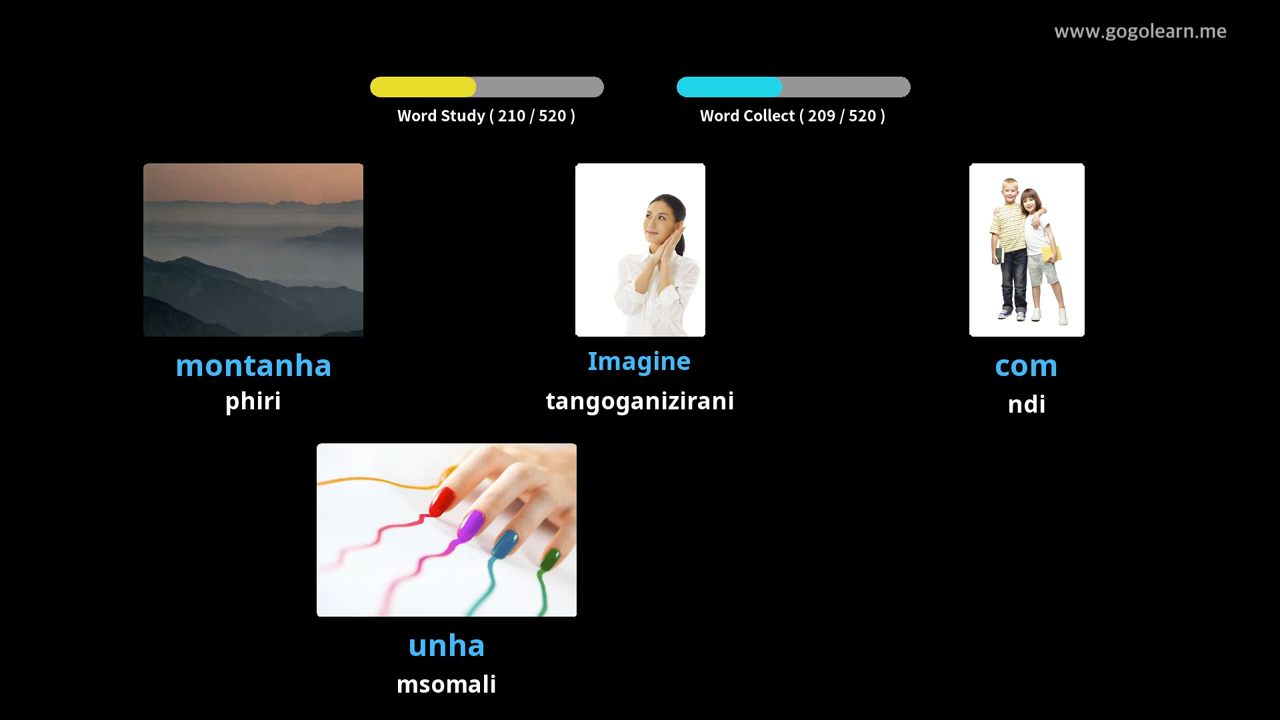 www.gogolearn.me
Word Study ( 210 / 520 )
Word Collect ( 209 / 520 )
montanha
phiri
Imagine
tangoganizirani
com
ndi
unha
msomali